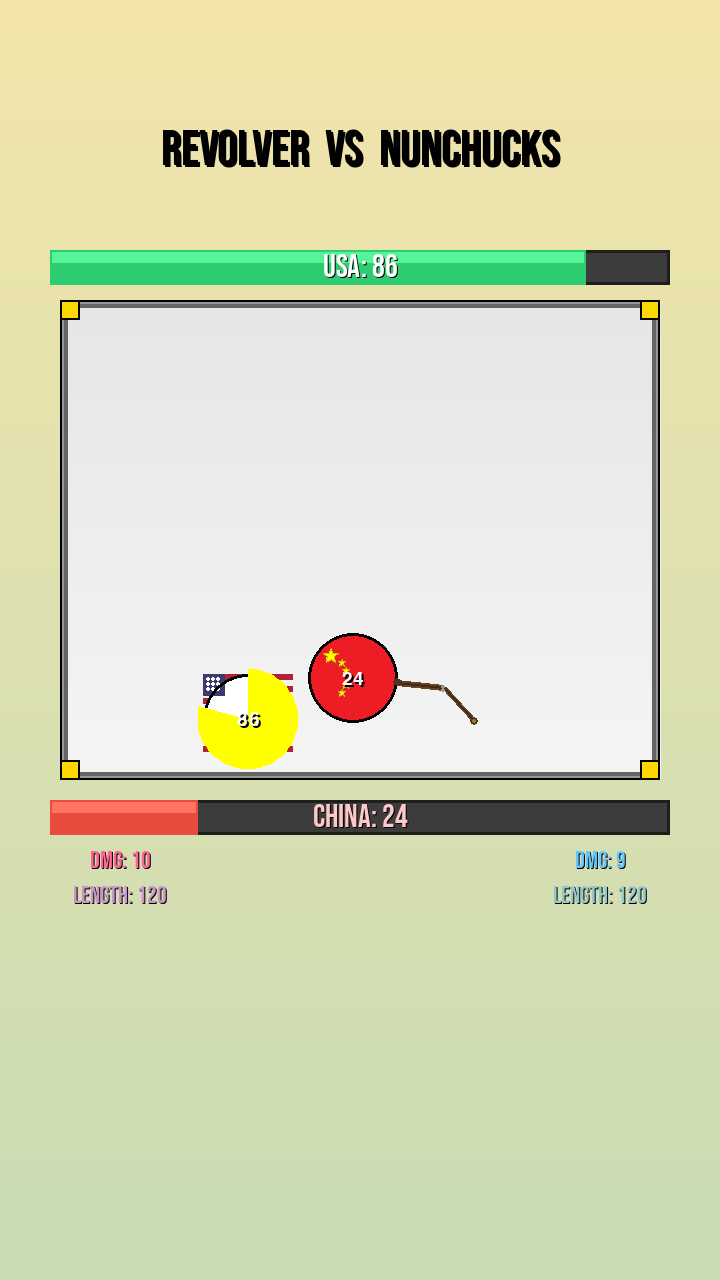 REVOLVER VS NUNCHUCKS
USA: 86
24
86
CHINA: 24
DMG: 10
DMG: 9
LENGTH: 120
LENGTH: 120